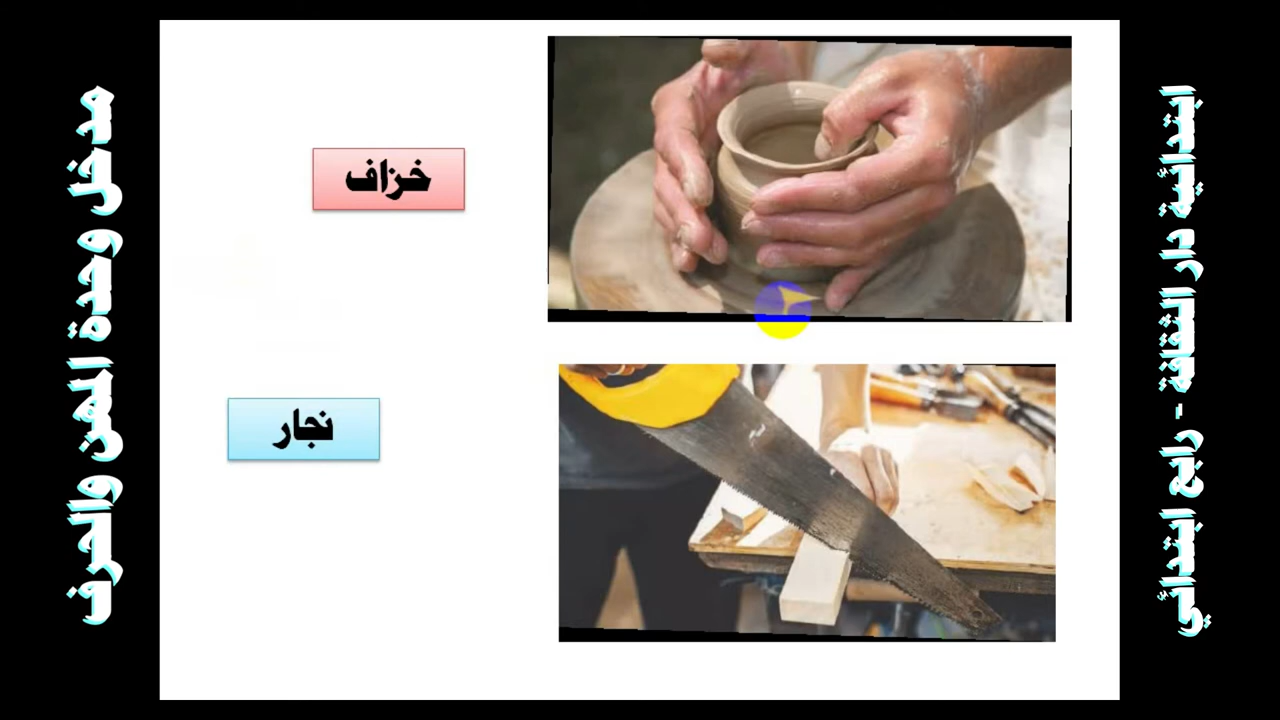 ابتدائية دار الثقافة - رابع ابتدائي
خزاف
نجار
مدخل وحدة المهن والحرف